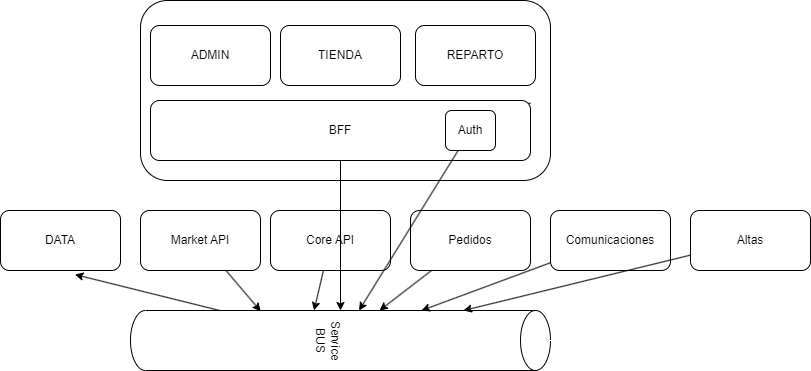 ADMIN
TIENDA
REPARTO
BFF
Auth
DATA
Market API
Core API
Pedidos
Comunicaciones
Altas
Service
BUS